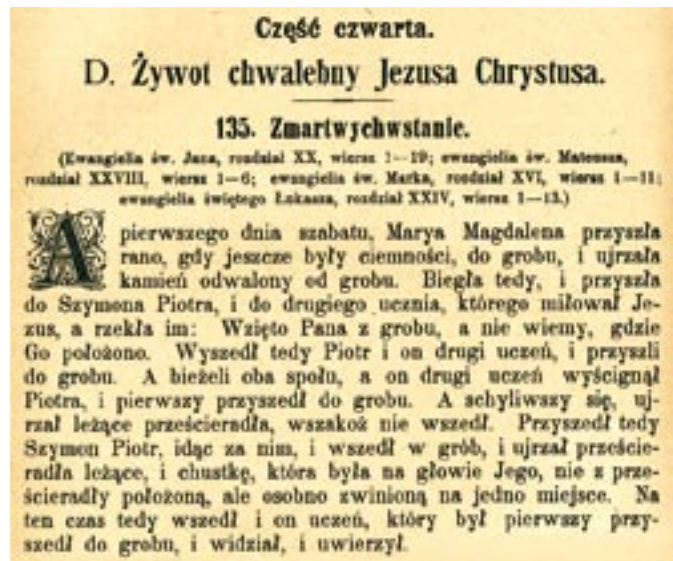 Część czwarta.
D. Żywot chwalebny Jezusa Chrystusa.
135. Zmartwychwstanie.
(Ewangielia św. Jana, rozdział XX, wiersz 1—19; ewangielia św. Mateusza,
rozdział XXVIII, wiersz 1—6; ewangielia św. Marka, rozdział XVI, wiersz 1—11;
ewangielia świętego Łukasza, rozdział XXIV, wiersz 1—13.)
A pierwszego dnia szabatu, Marya Magdalena przyszła
rano, gdy jeszcze były ciemności, do grobu, i ujrzała
kamień odwalony od grobu. Biegła tedy, i przyszła
do Szymona Piotra, i do drugiego ucznia, którego miłował Je-
zus, a rzekła im: Wzięto Pana z grobu, a nie wiemy, gdzie
Go położono. Wyszedł tedy Piotr i on drugi uczeń, i przyszli
do grobu. A bieżeli oba społu, a on drugi uczeń wyścignął
Piotra, i pierwszy przyszedł do grobu. A schyliwszy się, uj-
rzał leżące prześcieradła, wszakoż nie wszedł. Przyszedł tedy
Szymon Piotr, idąc za nim, i wszedł w grób, i ujrzał przeście-
radła leżące, i chustkę, która była na głowie Jego, nie z prze-
ścieradły położoną, ale osobno zwinioną na jedno miejsce. Na
ten czas tedy wszedł i on uczeń, który był pierwszy przy-
szedł do grobu, i widział, i uwierzył.